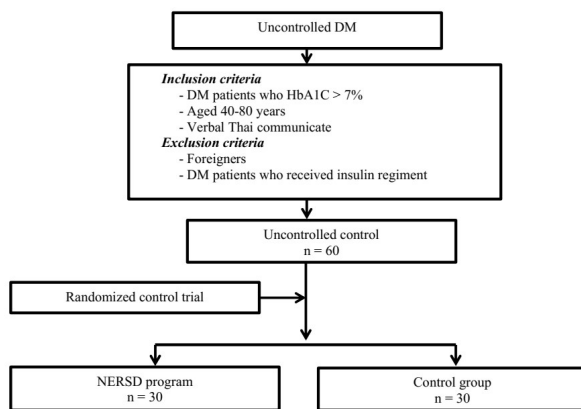 Uncontrolled DM
Inclusion criteria
- DM patients who HbA1C > 7%
- Aged 40-80 years
- Verbal Thai communicate
Exclusion criteria
- Foreigners
- DM patients who received insulin regiment
Uncontrolled control
n = 60
Randomized control trial
NERSD program
n = 30
Control group
n = 30